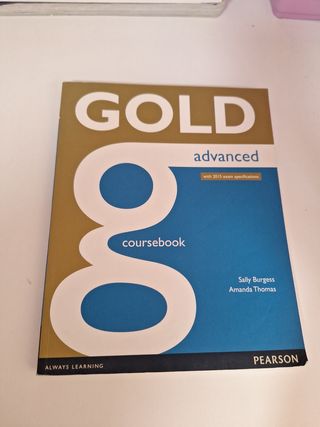 GOLD
advanced
with 2015 exam specifications
coursebook
Sally Burgess
Amanda Thomas
ALWAYS LEARNING
PEARSON